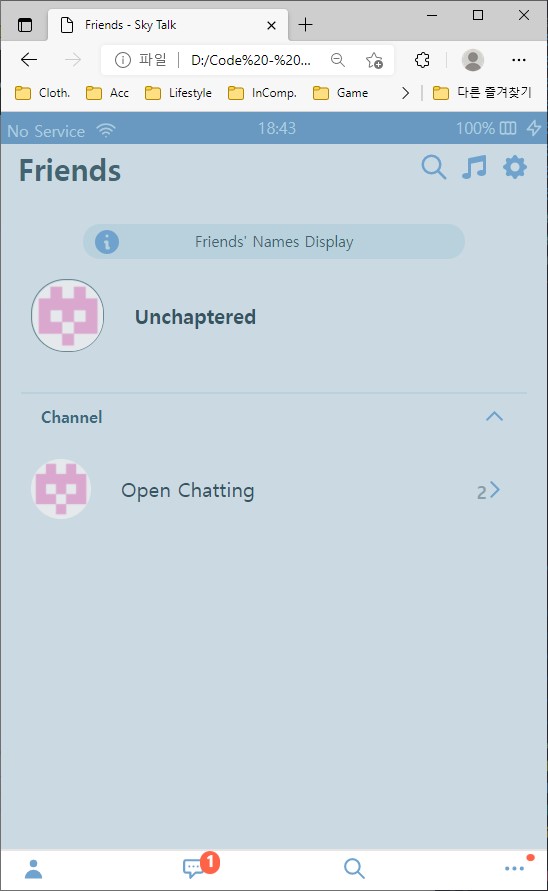 Friends - Sky Talk
파일 D:/Code%20-%20...
Cloth. Acc Lifestyle InComp. Game 다른 즐겨찾기
No Service 18:43 100%
Friends
Friends' Names Display
Unchaptered
Channel
Open Chatting 2
1